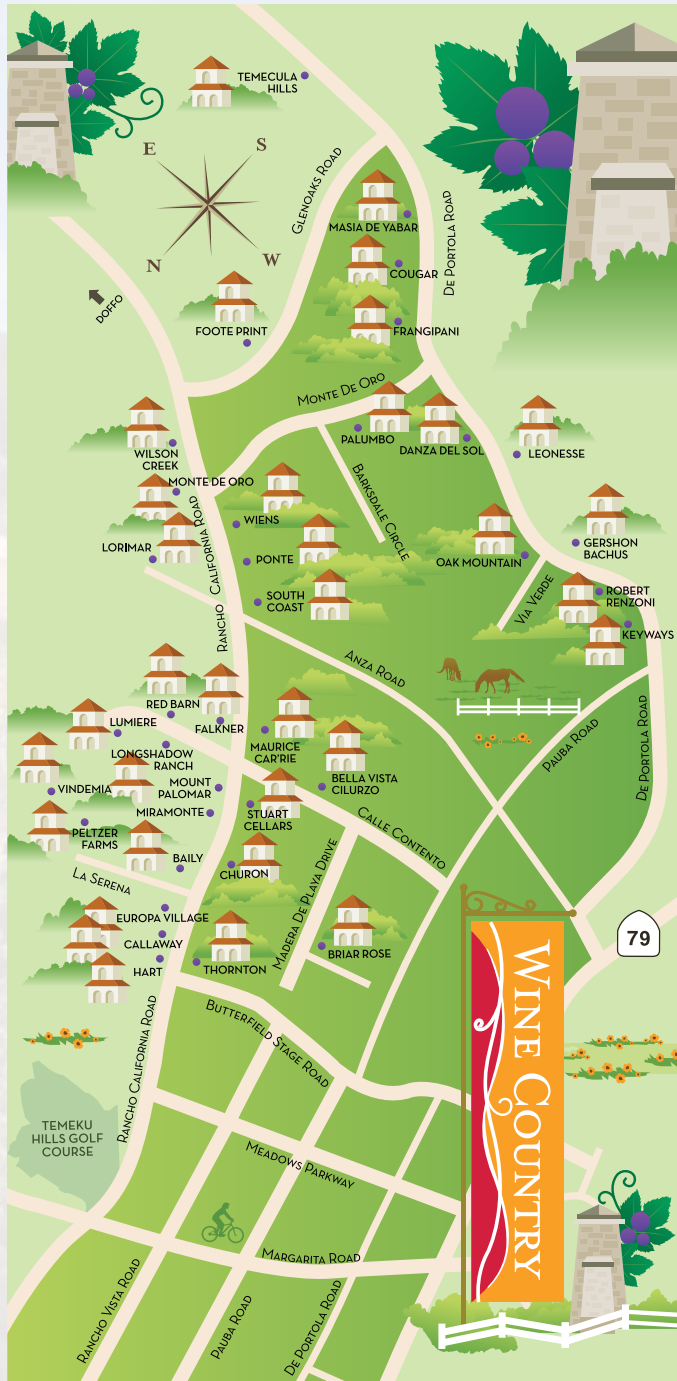 TEMECULA
HILLS
E
S
N
W
GLENOAKS ROAD
DE PORTOLA ROAD
MASIA DE YABAR
COUGAR
DOFFO
FOOTE PRINT
FRANGIPANI
MONTE DE ORO
WILSON
CREEK
PALUMBO
DANZA DEL SOL
LEONESSE
MONTE DE ORO
BARKSDALE CIRCLE
WIENS
LORIMAR
PONTE
OAK MOUNTAIN
GERSHON
BACHUS
RANCHO CALIFORNIA ROAD
SOUTH
COAST
VIA VERDE
ROBERT
RENZONI
KEYWAYS
ANZA ROAD
RED BARN
LUMIERE
FALKNER
PAUBA ROAD
DE PORTOLA ROAD
LONGSHADOW
RANCH
MAURICE
CAR'RIE
VINDEMIA
MOUNT
PALOMAR
BELLA VISTA
CILURZO
MIRAMONTE
STUART
CELLARS
CALLE CONTENTO
PELTZER
FARMS
BAILY
CHURON
LA SERENA
MADERA DE PLAYA DRIVE
EUROPA VILLAGE
CALLAWAY
HART
THORNTON
BRIAR ROSE
79
WINE COUNTRY
BUTTERFIELD STAGE ROAD
RANCHO CALIFORNIA ROAD
TEMEKU
HILLS GOLF
COURSE
MEADOWS PARKWAY
MARGARITA ROAD
RANCHO VISTA ROAD
PAUBA ROAD
DE PORTOLA ROAD